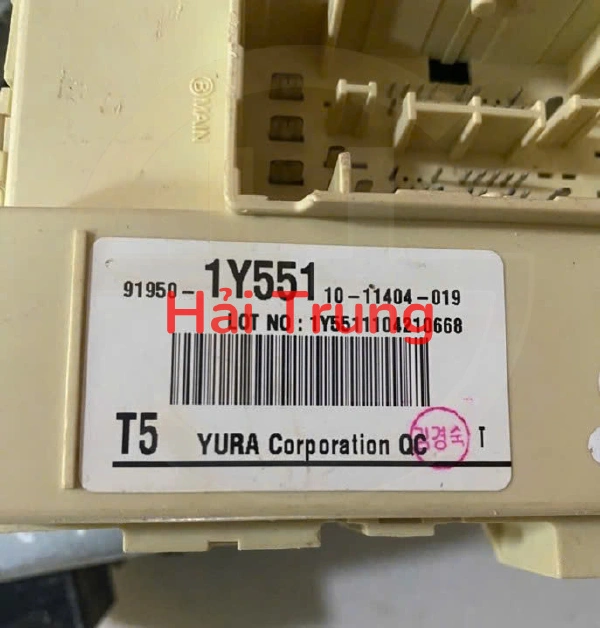 Ⓑ MAIN
91950-1Y551 10-11404-019
Hải Trung
LOT NO : 1Y5511104210668
T5 YURA Corporation QC 김경숙 T